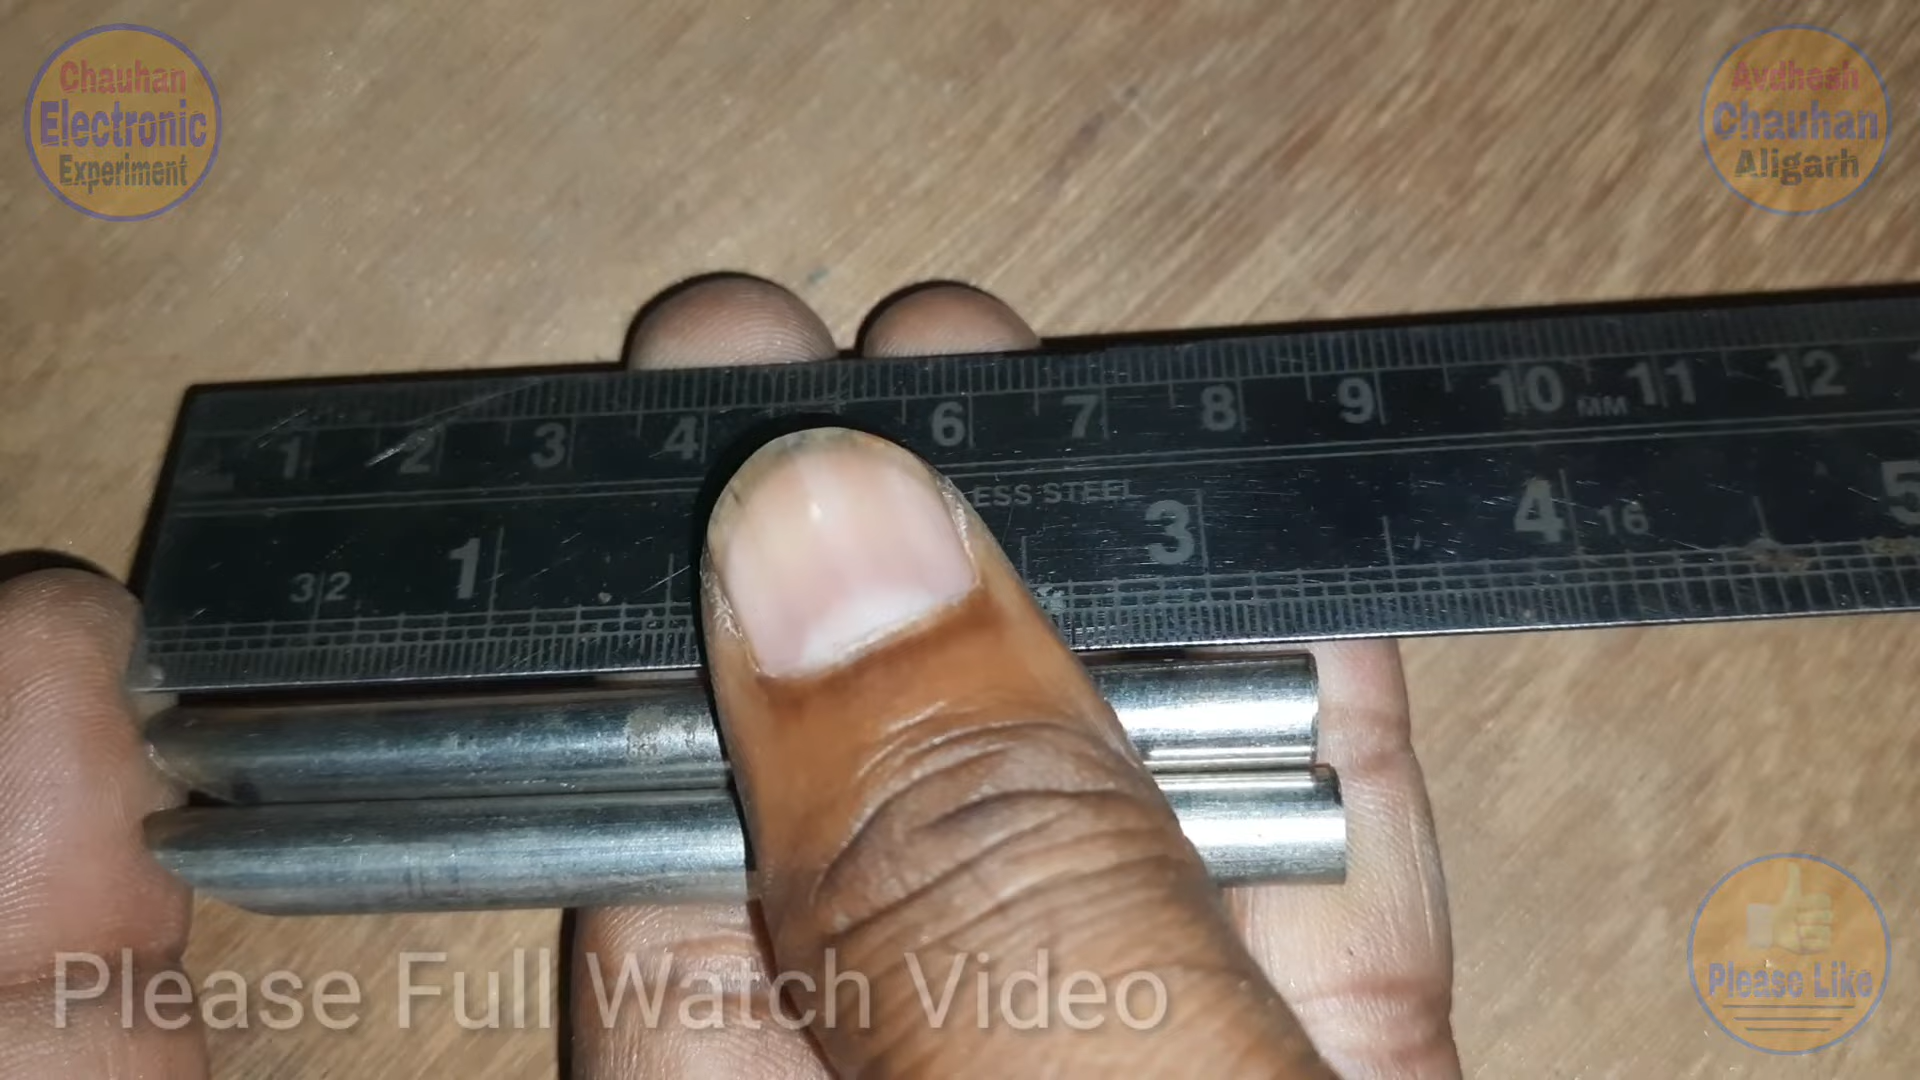 Chauhan
Electronic
Experiment
Avdhesh
Chauhan
Aligarh
1 2 3 4 6 7 8 9 10 MM 11 12
ESS STEEL
32 1 3 4 16 5
Please Like
Please Full Watch Video